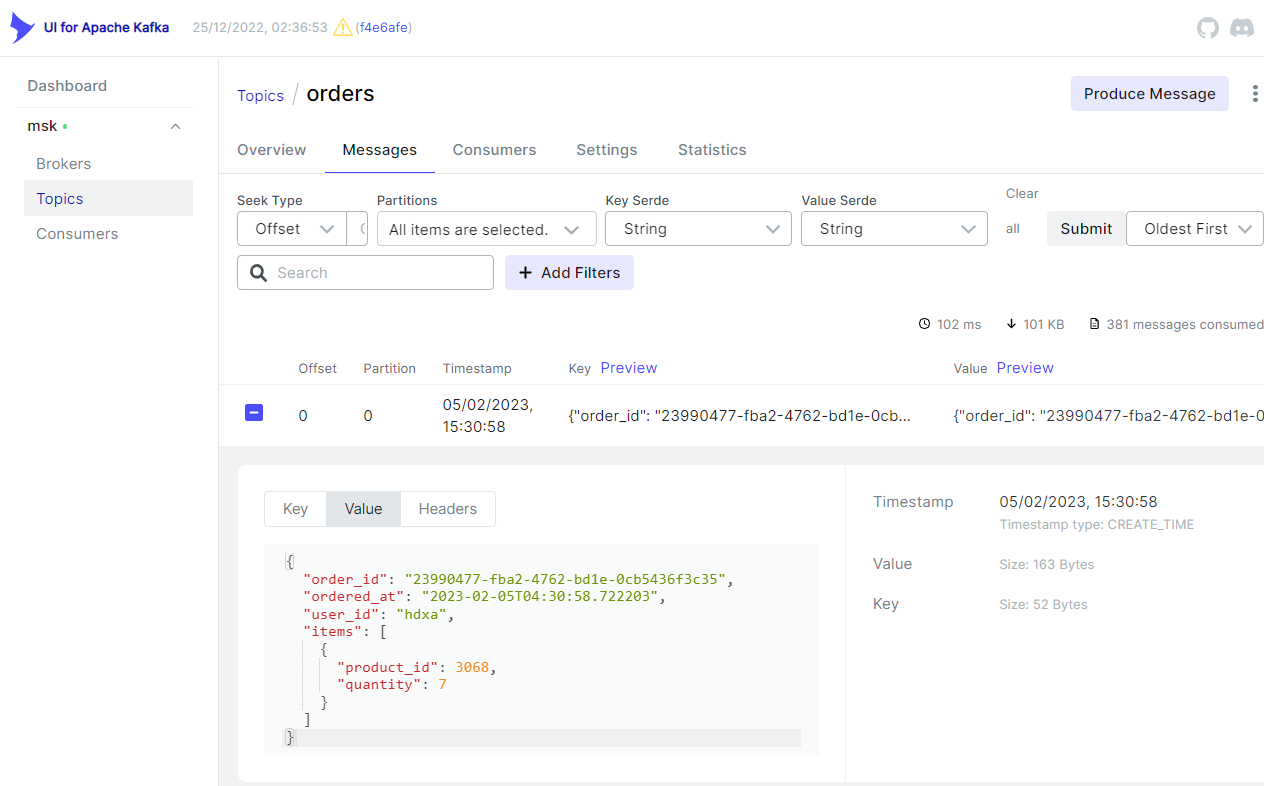 UI for Apache Kafka 25/12/2022, 02:36:53 (f4e6afe)
Dashboard
msk
Brokers
Topics
Consumers
Topics / orders
Produce Message
Overview Messages Consumers Settings Statistics
Seek Type Partitions Key Serde Value Serde Clear all
Offset All items are selected. String String Submit Oldest First
Search + Add Filters
102 ms 101 KB 381 messages consumed
Offset Partition Timestamp Key Preview Value Preview
0 0 05/02/2023, 15:30:58 {"order_id": "23990477-fba2-4762-bd1e-0cb... {"order_id": "23990477-fba2-4762-bd1e-0
Key Value Headers
{
"order_id": "23990477-fba2-4762-bd1e-0cb5436f3c35",
"ordered_at": "2023-02-05T04:30:58.722203",
"user_id": "hdxa",
"items": [
{
"product_id": 3068,
"quantity": 7
}
]
}
Timestamp 05/02/2023, 15:30:58
Timestamp type: CREATE_TIME
Value Size: 163 Bytes
Key Size: 52 Bytes